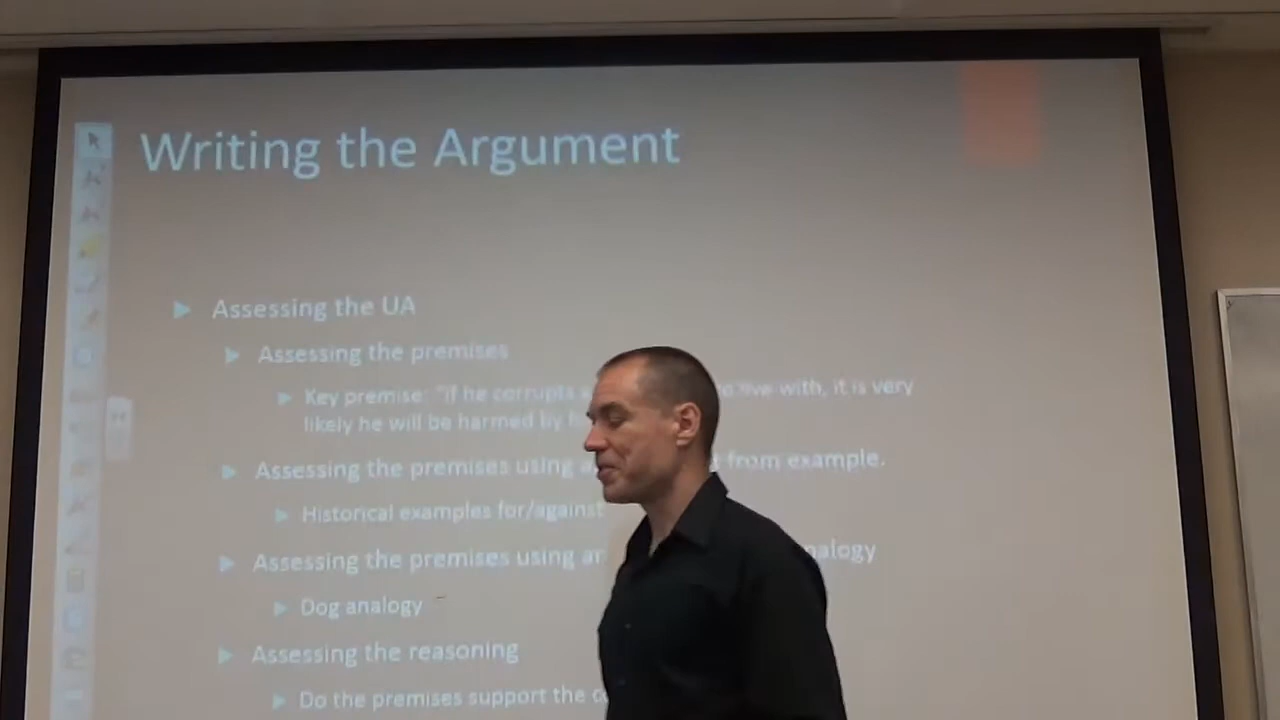 Writing the Argument
Assessing the UA
Assessing the premises
Key premise: "If he corrupts to live with, it is very
likely he will be harmed by
Assessing the premises using from example.
Historical examples for/against
Assessing the premises using analogy
Dog analogy
Assessing the reasoning
Do the premises support the